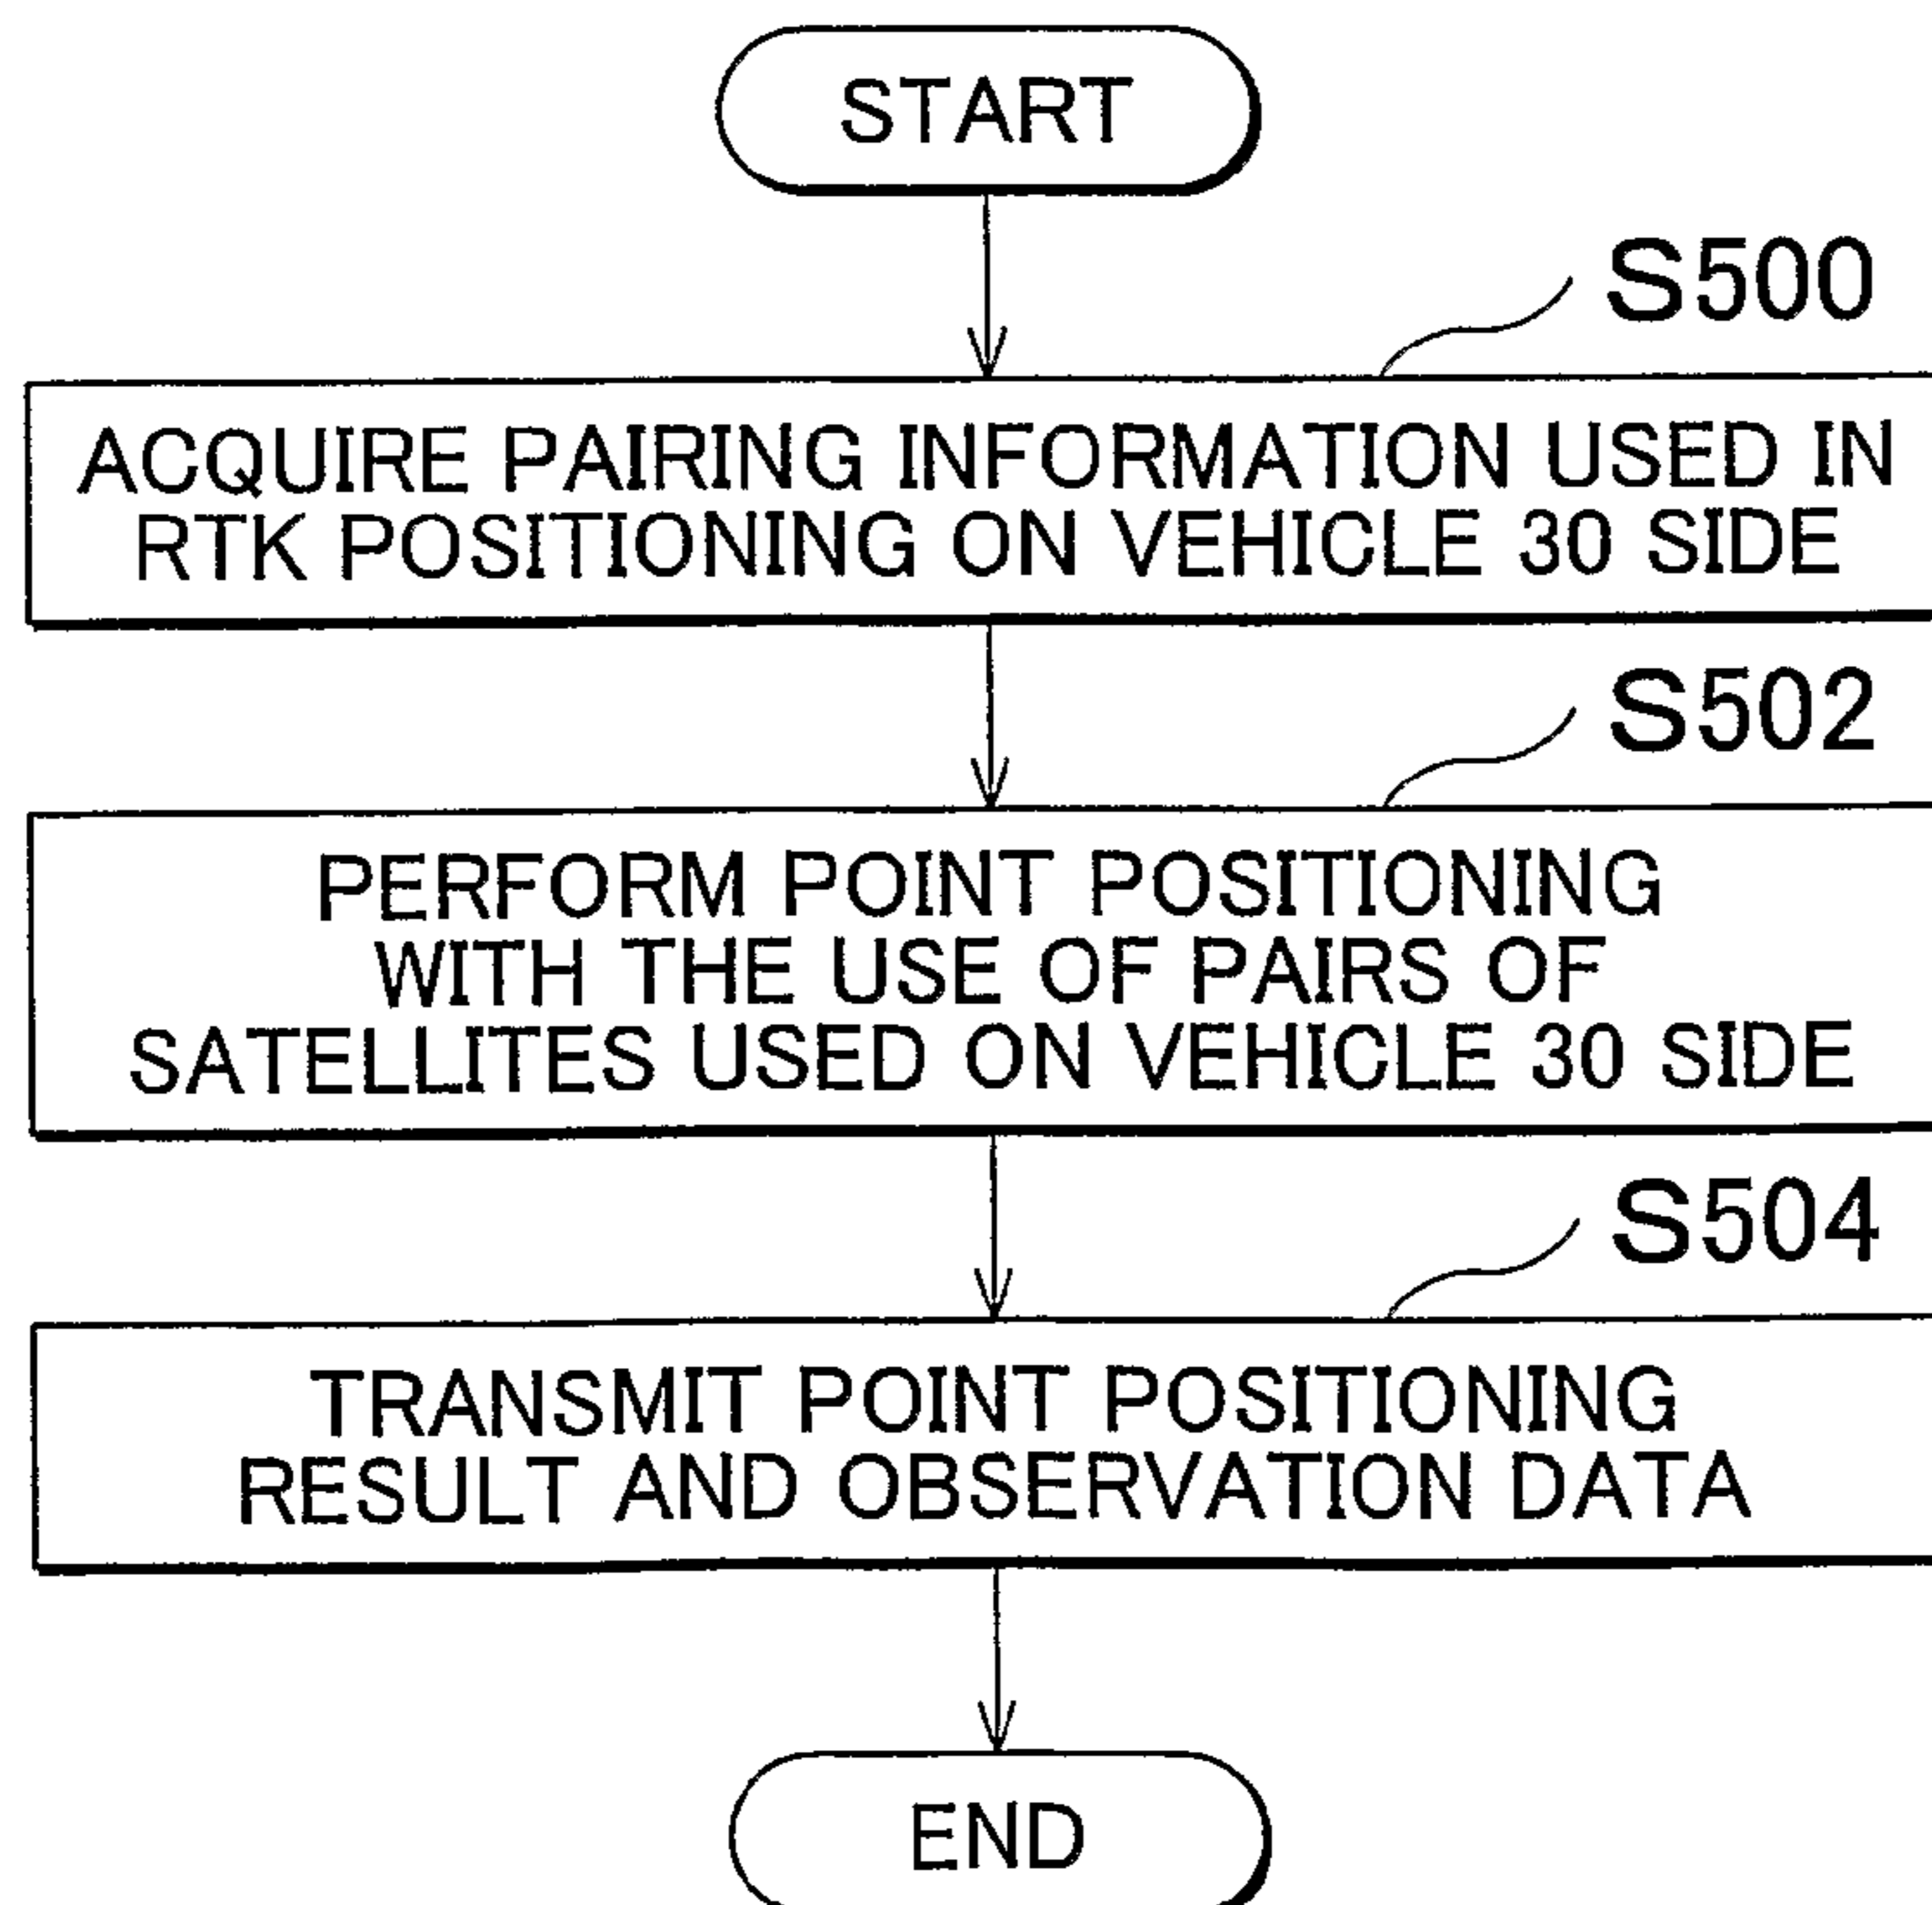 START
S500
ACQUIRE PAIRING INFORMATION USED IN
RTK POSITIONING ON VEHICLE 30 SIDE
S502
PERFORM POINT POSITIONING
WITH THE USE OF PAIRS OF
SATELLITES USED ON VEHICLE 30 SIDE
S504
TRANSMIT POINT POSITIONING
RESULT AND OBSERVATION DATA
END